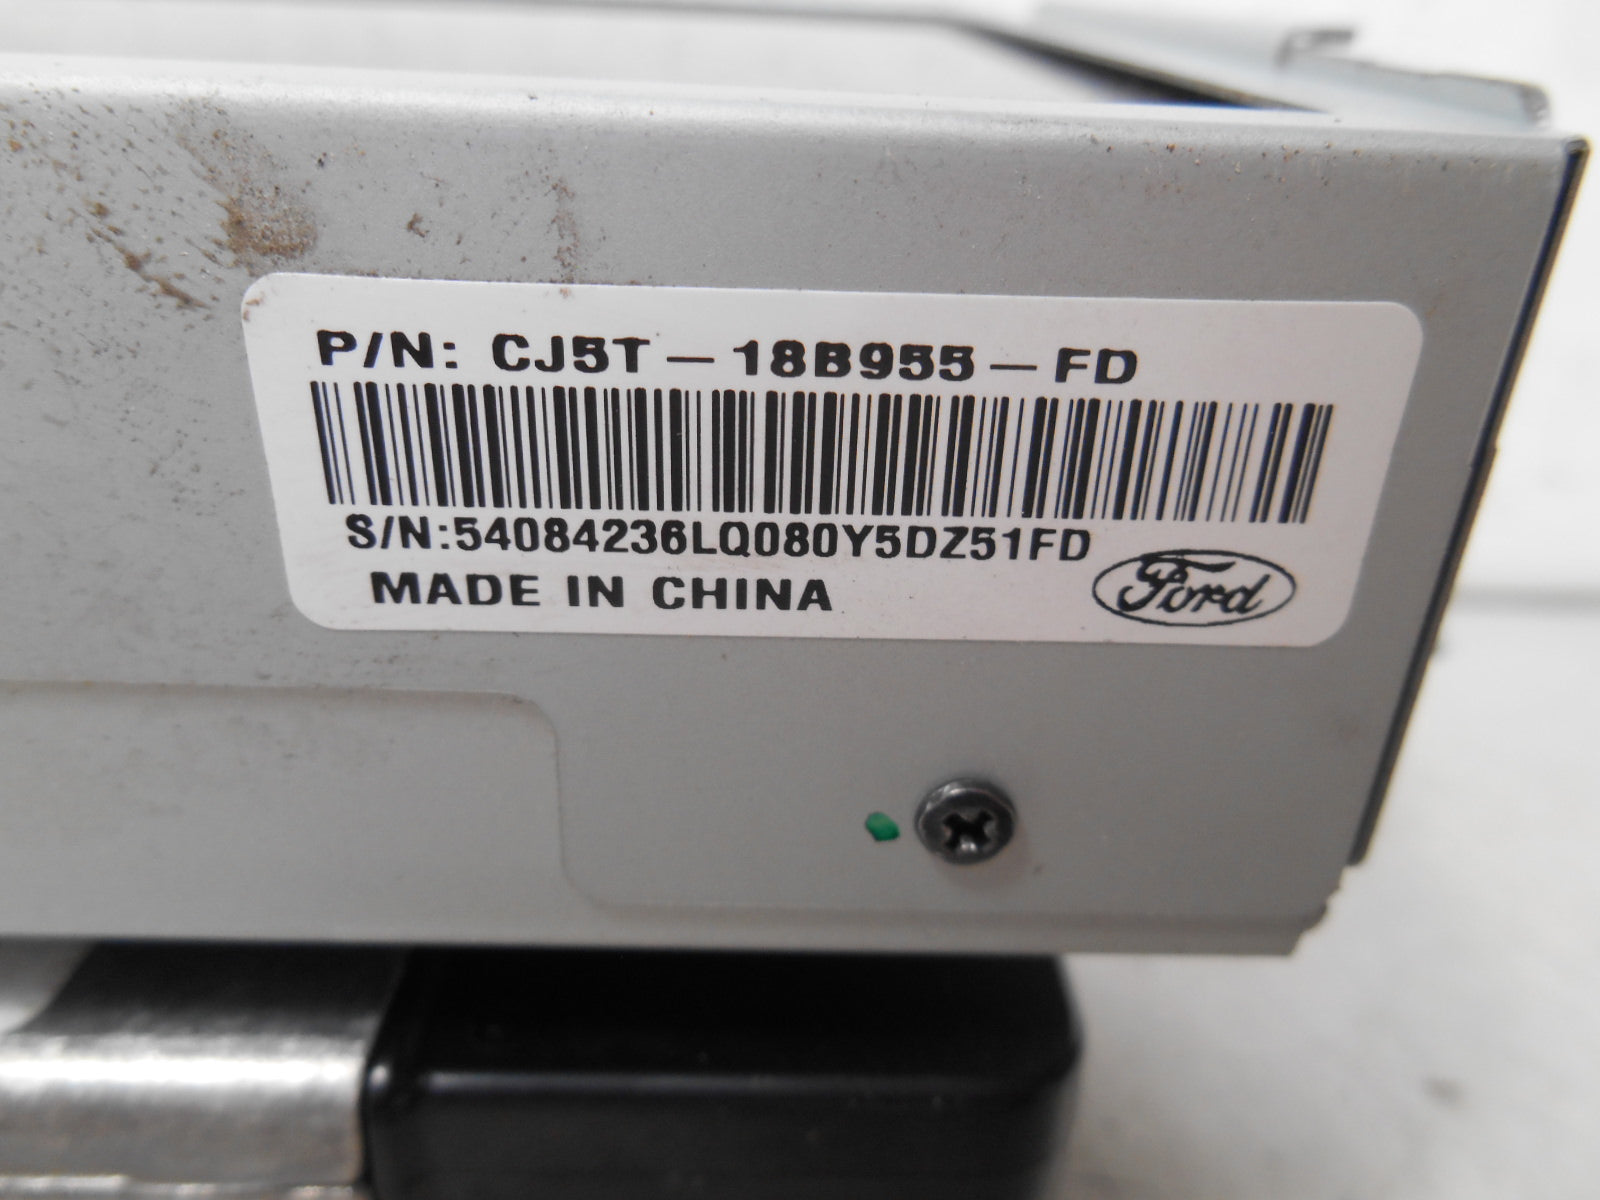 P/N: CJ5T-18B955-FD
S/N:54084236LQ080Y5DZ51FD
MADE IN CHINA
Ford